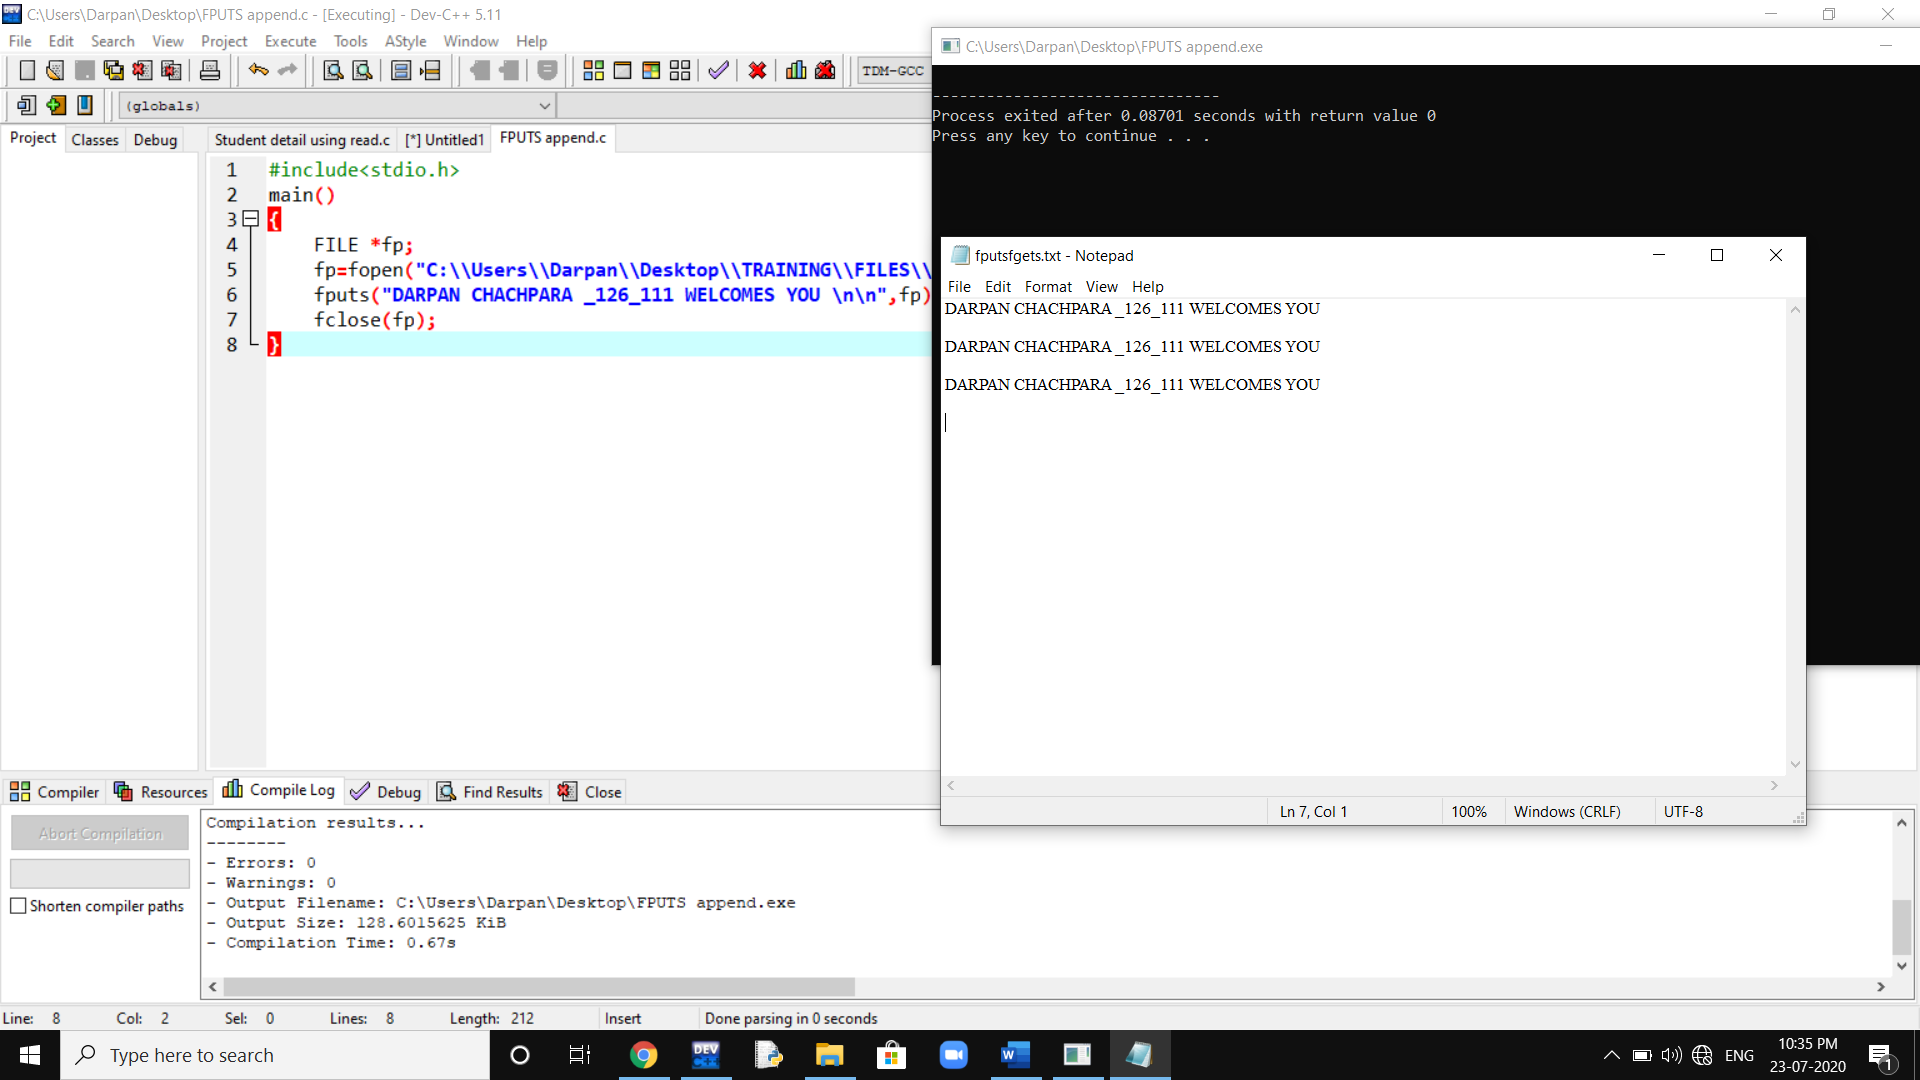 C:\Users\Darpan\Desktop\FPUTS append.c - [Executing] - Dev-C++ 5.11
File Edit Search View Project Execute Tools AStyle Window Help
TDM-GCC
(globals)
Project Classes Debug
Student detail using read.c [*] Untitled1 FPUTS append.c
1 #include<stdio.h>
2 main()
3 {
4 FILE *fp;
5 fp=fopen("C:\\Users\\Darpan\\Desktop\\TRAINING\\FILES\\
6 fputs("DARPAN CHACHPARA _126_111 WELCOMES YOU \n\n",fp)
7 fclose(fp);
8 }
C:\Users\Darpan\Desktop\FPUTS append.exe
--------------------------------
Process exited after 0.08701 seconds with return value 0
Press any key to continue . . .
fputsfgets.txt - Notepad
File Edit Format View Help
DARPAN CHACHPARA _126_111 WELCOMES YOU
DARPAN CHACHPARA _126_111 WELCOMES YOU
DARPAN CHACHPARA _126_111 WELCOMES YOU
Ln 7, Col 1 100% Windows (CRLF) UTF-8
Compiler Resources Compile Log Debug Find Results Close
Abort Compilation
Shorten compiler paths
Compilation results...
--------
- Errors: 0
- Warnings: 0
- Output Filename: C:\Users\Darpan\Desktop\FPUTS append.exe
- Output Size: 128.6015625 KiB
- Compilation Time: 0.67s
Line: 8 Col: 2 Sel: 0 Lines: 8 Length: 212 Insert Done parsing in 0 seconds
Type here to search
DEV C++
ENG
10:35 PM
23-07-2020
1